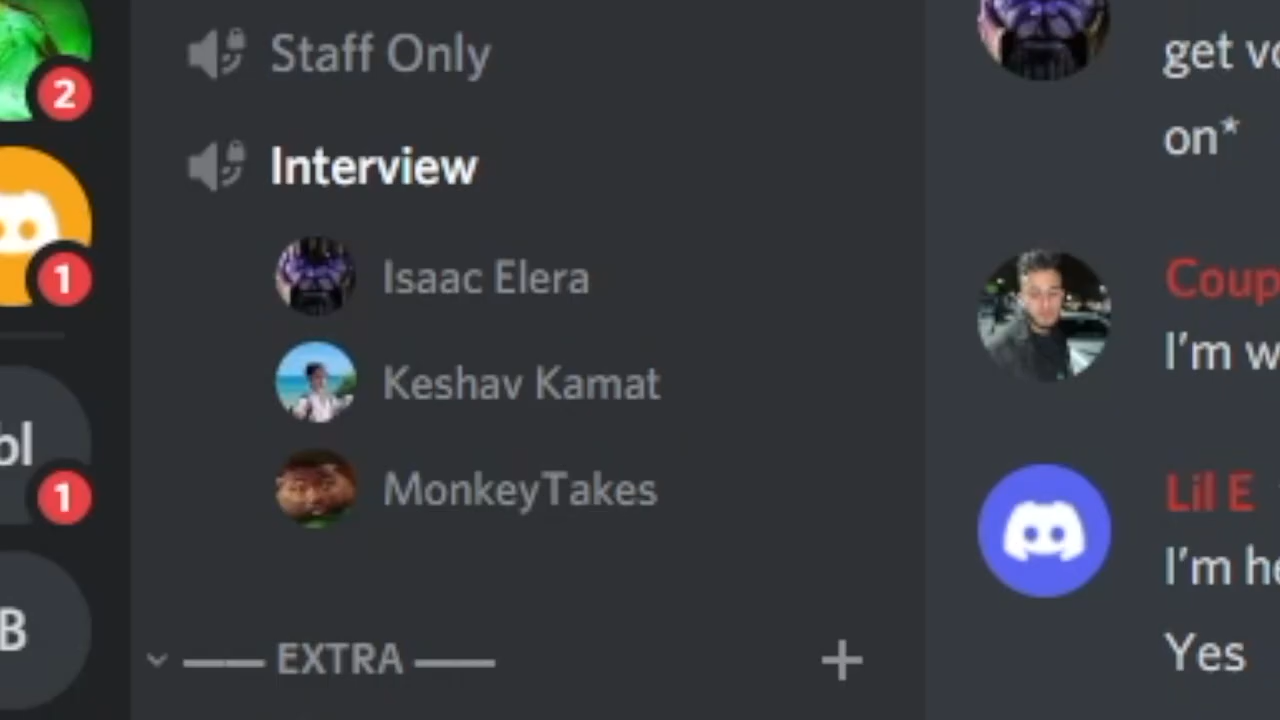 2
Staff Only
1
Interview
Isaac Elera
Keshav Kamat
MonkeyTakes
bl
1
B
EXTRA
get vo
on*
Coup
I'm w
Lil E
I'm he
Yes